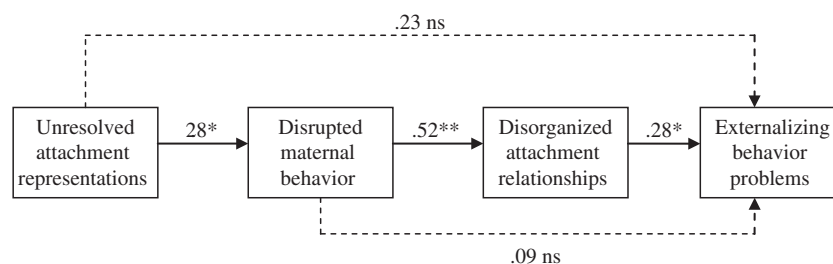 .23 ns
Unresolved
attachment
representations
28*
Disrupted
maternal
behavior
.52**
Disorganized
attachment
relationships
.28*
Externalizing
behavior
problems
.09 ns